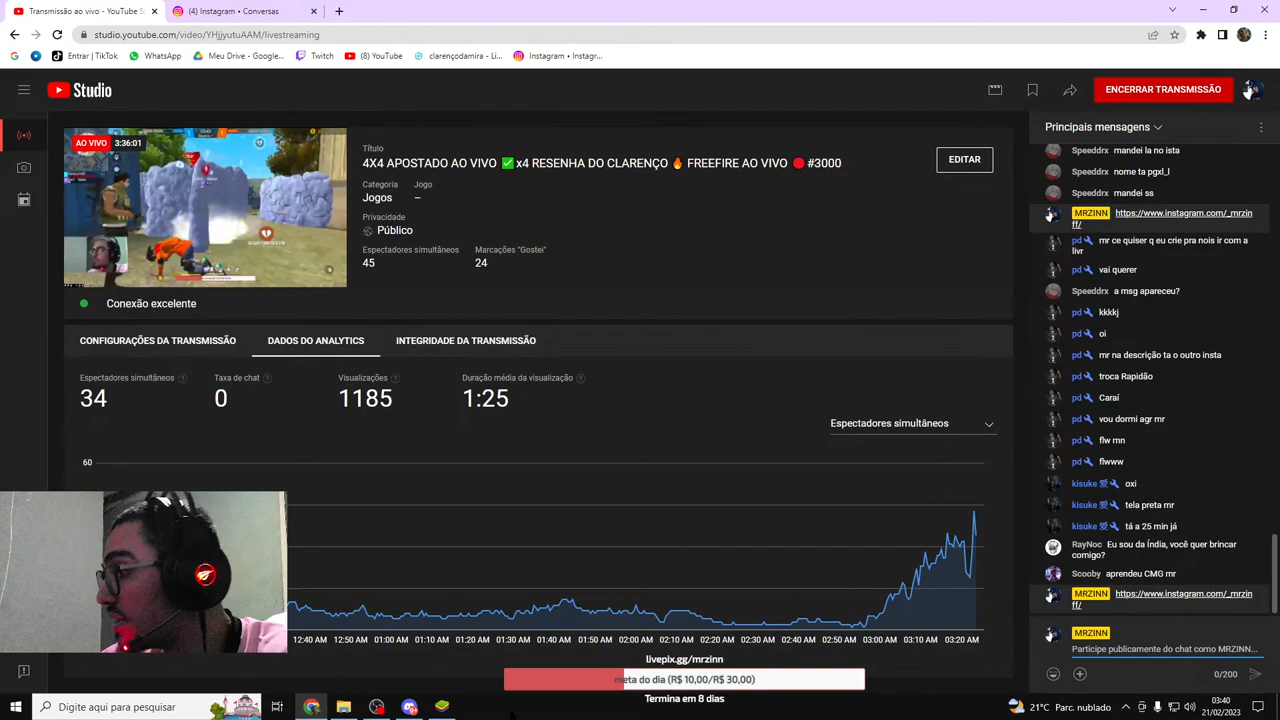 Transmissão ao vivo - YouTube S
(4) Instagram • Conversas
studio.youtube.com/video/YHjjyutuAAM/livestreaming
Entrar | TikTok
WhatsApp
Meu Drive - Google...
Twitch
(8) YouTube
clarençodamira - Li...
Instagram • Instagr...
Studio
ENCERRAR TRANSMISSÃO
AO VIVO 3:36:01
Título
4X4 APOSTADO AO VIVO ✅ x4 RESENHA DO CLARENÇO 🔥 FREEFIRE AO VIVO 🔴 #3000
EDITAR
Categoria Jogo
Jogos –
Privacidade
Público
Espectadores simultâneos Marcações "Gostei"
45 24
Conexão excelente
CONFIGURAÇÕES DA TRANSMISSÃO
DADOS DO ANALYTICS
INTEGRIDADE DA TRANSMISSÃO
Espectadores simultâneos Taxa de chat Visualizações Duração média da visualização
34 0 1185 1:25
Espectadores simultâneos
60
12:40 AM 12:50 AM 01:00 AM 01:10 AM 01:20 AM 01:30 AM 01:40 AM 01:50 AM 02:00 AM 02:10 AM 02:20 AM 02:30 AM 02:40 AM 02:50 AM 03:00 AM 03:10 AM 03:20 AM
livepix.gg/mrzinn
meta do dia (R$ 10,00/R$ 30,00)
Termina em 8 dias
Principais mensagens
Speeddrx mandei la no ista
Speeddrx nome ta pgxl_l
Speeddrx mandei ss
MRZINN https://www.instagram.com/_mrzin
ff/
pd mr ce quiser q eu crie pra nois ir com a
livr
pd vai querer
Speeddrx a msg apareceu?
pd kkkkj
pd oi
pd mr na descrição ta o outro insta
pd troca Rapidão
pd Caraí
pd vou dormi agr mr
pd flw mn
pd flwww
kisuke 愛 oxi
kisuke 愛 tela preta mr
kisuke 愛 tá a 25 min já
RayNoc Eu sou da Índia, você quer brincar
comigo?
Scooby aprendeu CMG mr
MRZINN https://www.instagram.com/_mrzin
ff/
MRZINN
Participe publicamente do chat como MRZINN...
0/200
Digite aqui para pesquisar
21°C Parc. nublado
03:40
21/02/2023